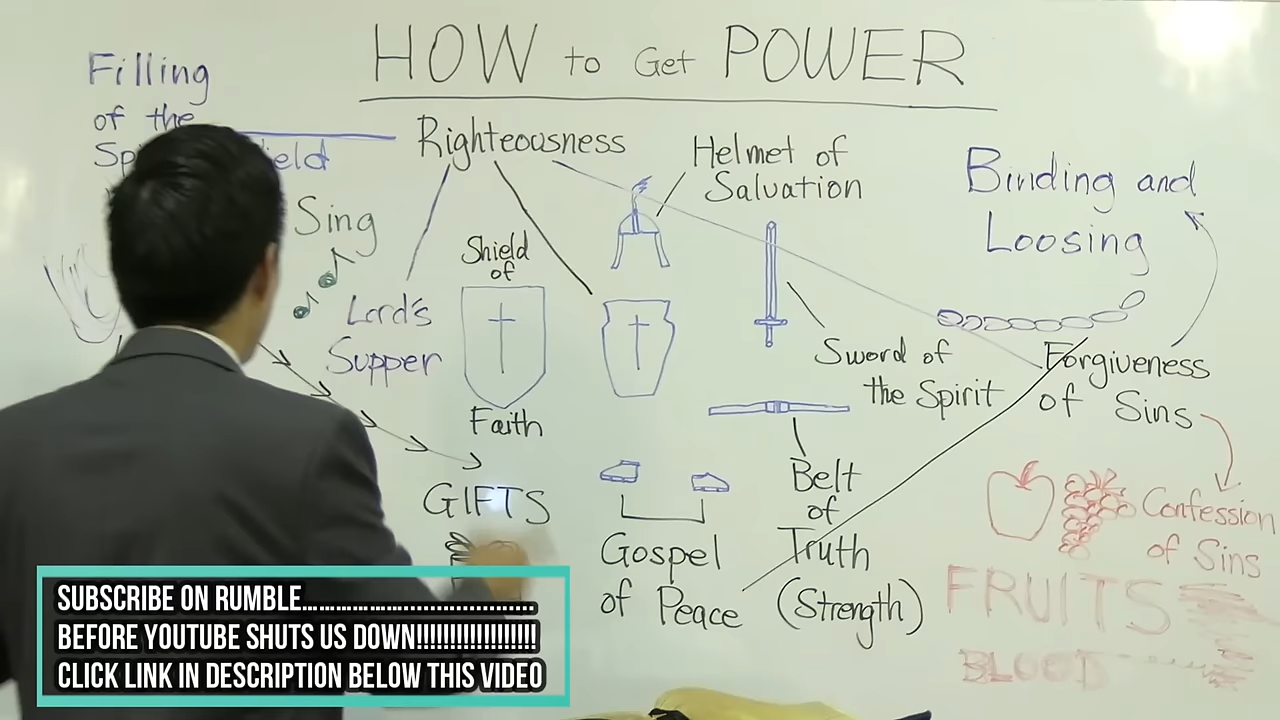 HOW to Get POWER
Filling
of the
Righteousness
Helmet of
Salvation
Binding and
Loosing
Sing
Shield
of
Faith
Lord's
Supper
Sword of
the Spirit
Forgiveness
of Sins
GIFTS
Belt
of
Truth
(Strength)
Gospel
of Peace
Confession
of Sins
FRUITS
BLOOD
SUBSCRIBE ON RUMBLE....................................
BEFORE YOUTUBE SHUTS US DOWN!!!!!!!!!!!!!!!!!!!
CLICK LINK IN DESCRIPTION BELOW THIS VIDEO